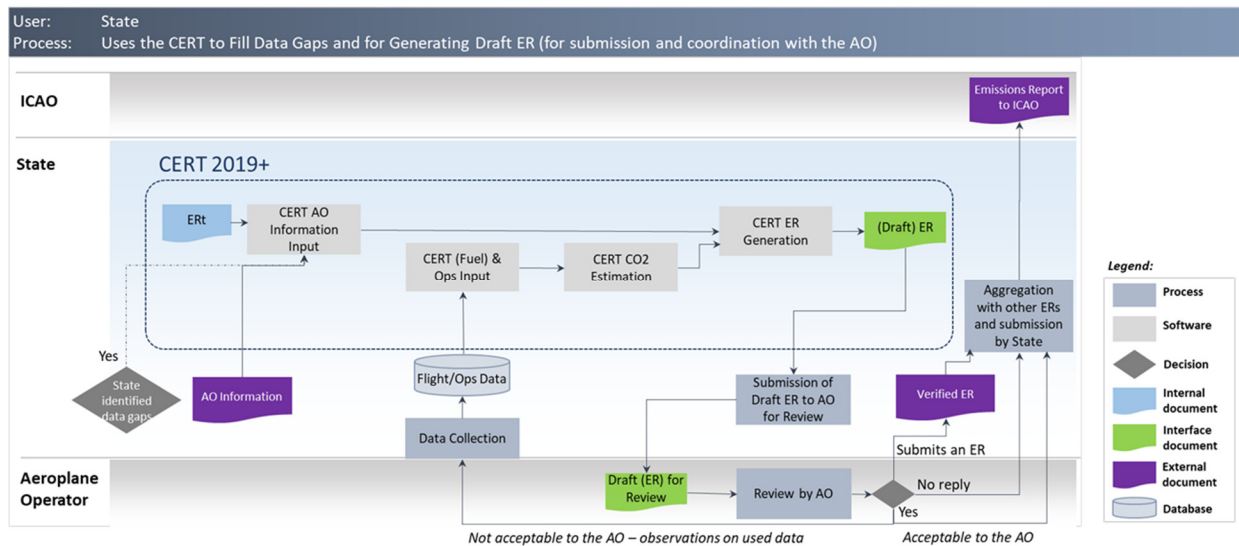 User: State
Process: Uses the CERT to Fill Data Gaps and for Generating Draft ER (for submission and coordination with the AO)
ICAO
Emissions Report
to ICAO
State
CERT 2019+
ERt
CERT AO
Information
Input
CERT (Fuel) &
Ops Input
CERT CO2
Estimation
CERT ER
Generation
(Draft) ER
Aggregation
with other ERs
and submission
by State
Yes
State
identified
data gaps
AO Information
Flight/Ops Data
Data Collection
Submission of
Draft ER to AO
for Review
Verified ER
Submits an ER
Aeroplane
Operator
Draft (ER) for
Review
Review by AO
No reply
Yes
Not acceptable to the AO – observations on used data
Acceptable to the AO
Legend:
Process
Software
Decision
Internal
document
Interface
document
External
document
Database